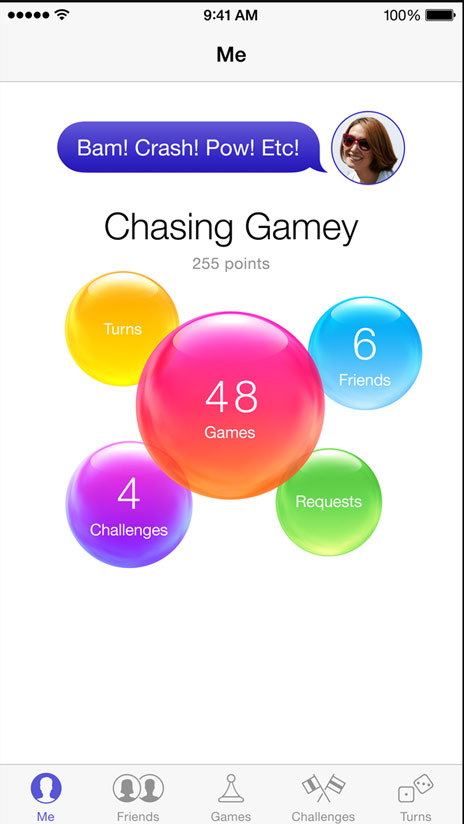 9:41 AM 100%
Me
Bam! Crash! Pow! Etc!
Chasing Gamey
255 points
Turns
6
Friends
48
Games
4
Challenges
Requests
Me Friends Games Challenges Turns